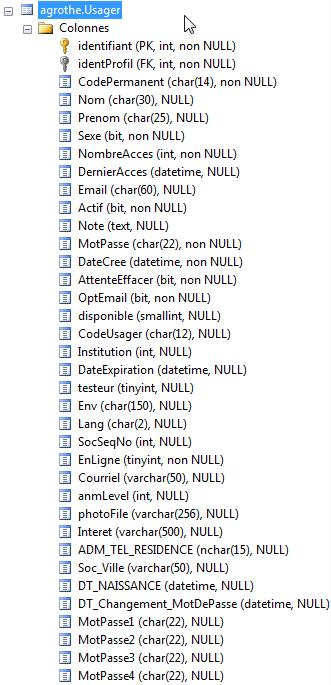 agrothe.Usager
Colonnes
identifiant (PK, int, non NULL)
identProfil (FK, int, non NULL)
CodePermanent (char(14), non NULL)
Nom (char(30), NULL)
Prenom (char(25), NULL)
Sexe (bit, non NULL)
NombreAcces (int, non NULL)
DernierAcces (datetime, NULL)
Email (char(60), NULL)
Actif (bit, non NULL)
Note (text, NULL)
MotPasse (char(22), non NULL)
DateCree (datetime, non NULL)
AttenteEffacer (bit, non NULL)
OptEmail (bit, non NULL)
disponible (smallint, NULL)
CodeUsager (char(12), NULL)
Institution (int, NULL)
DateExpiration (datetime, NULL)
testeur (tinyint, NULL)
Env (char(150), NULL)
Lang (char(2), NULL)
SocSeqNo (int, NULL)
EnLigne (tinyint, non NULL)
Courriel (varchar(50), NULL)
anmLevel (int, NULL)
photoFile (varchar(256), NULL)
Interet (varchar(500), NULL)
ADM_TEL_RESIDENCE (nchar(15), NULL)
Soc_Ville (varchar(50), NULL)
DT_NAISSANCE (datetime, NULL)
DT_Changement_MotDePasse (datetime, NULL)
MotPasse1 (char(22), NULL)
MotPasse2 (char(22), NULL)
MotPasse3 (char(22), NULL)
MotPasse4 (char(22), NULL)